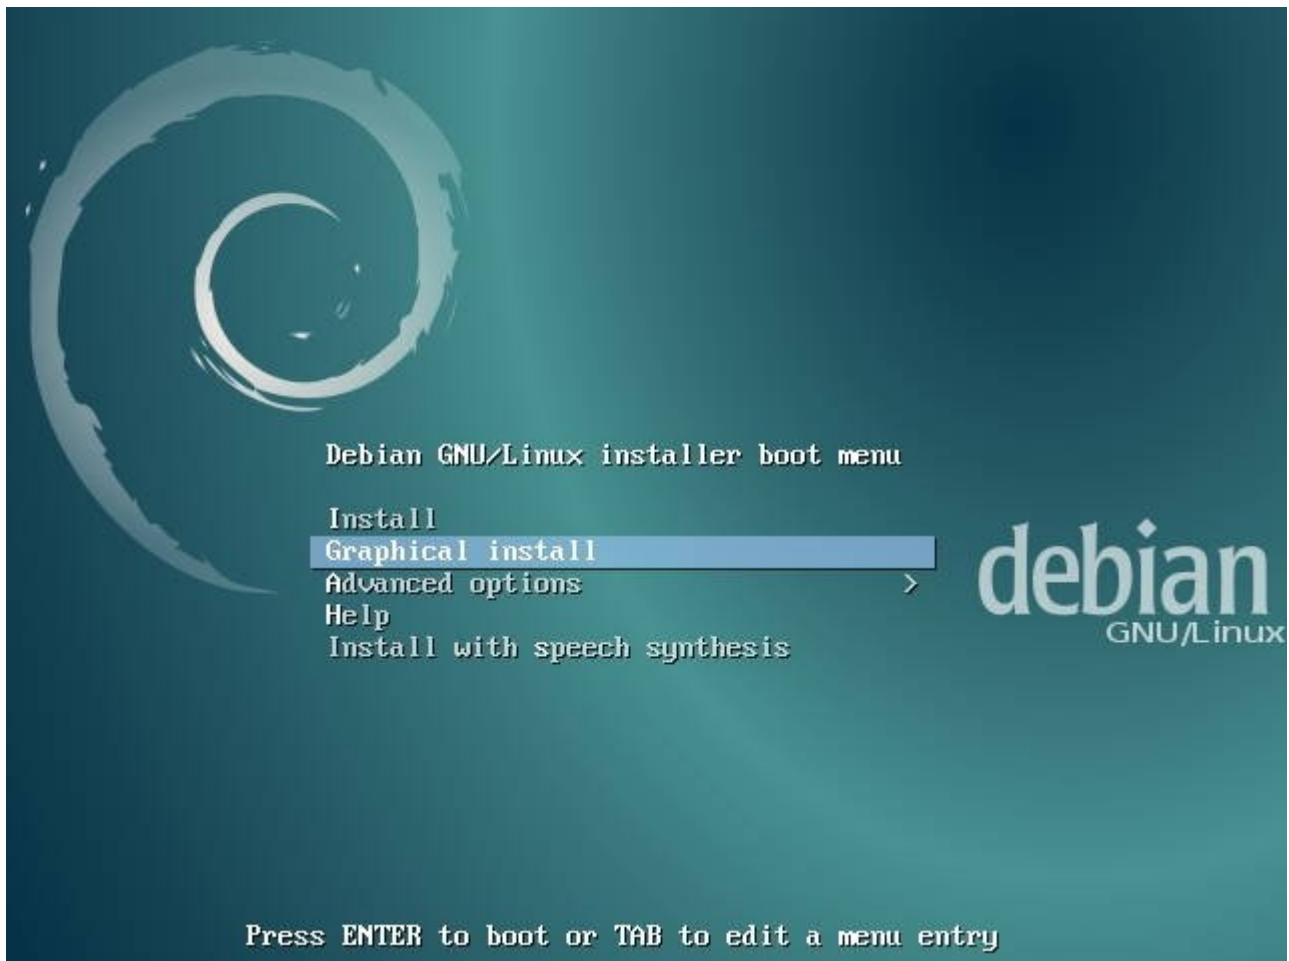 Debian GNU/Linux installer boot menu
Install
Graphical install
Advanced options >
Help
Install with speech synthesis
debian
GNU/Linux
Press ENTER to boot or TAB to edit a menu entry